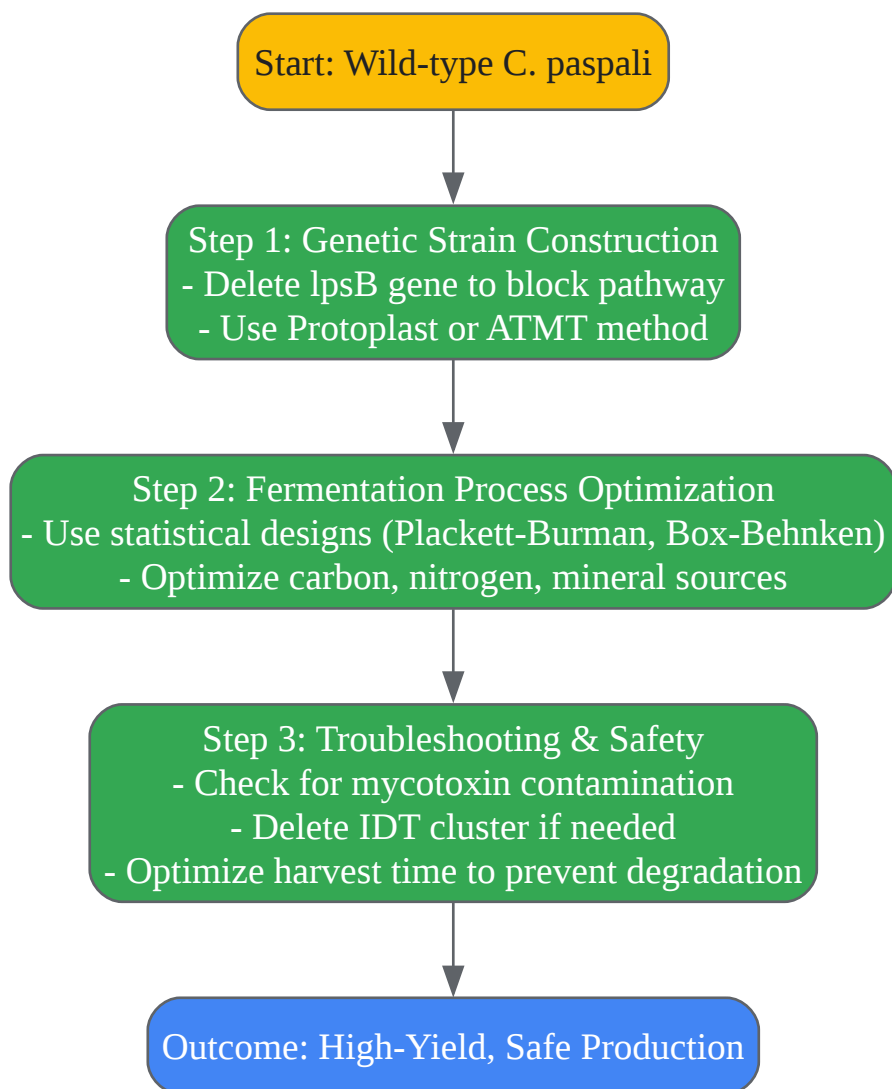 Start: Wild-type C. paspali
Step 1: Genetic Strain Construction
- Delete lpsB gene to block pathway
- Use Protoplast or ATMT method
Step 2: Fermentation Process Optimization
- Use statistical designs (Plackett-Burman, Box-Behnken)
- Optimize carbon, nitrogen, mineral sources
Step 3: Troubleshooting & Safety
- Check for mycotoxin contamination
- Delete IDT cluster if needed
- Optimize harvest time to prevent degradation
Outcome: High-Yield, Safe Production